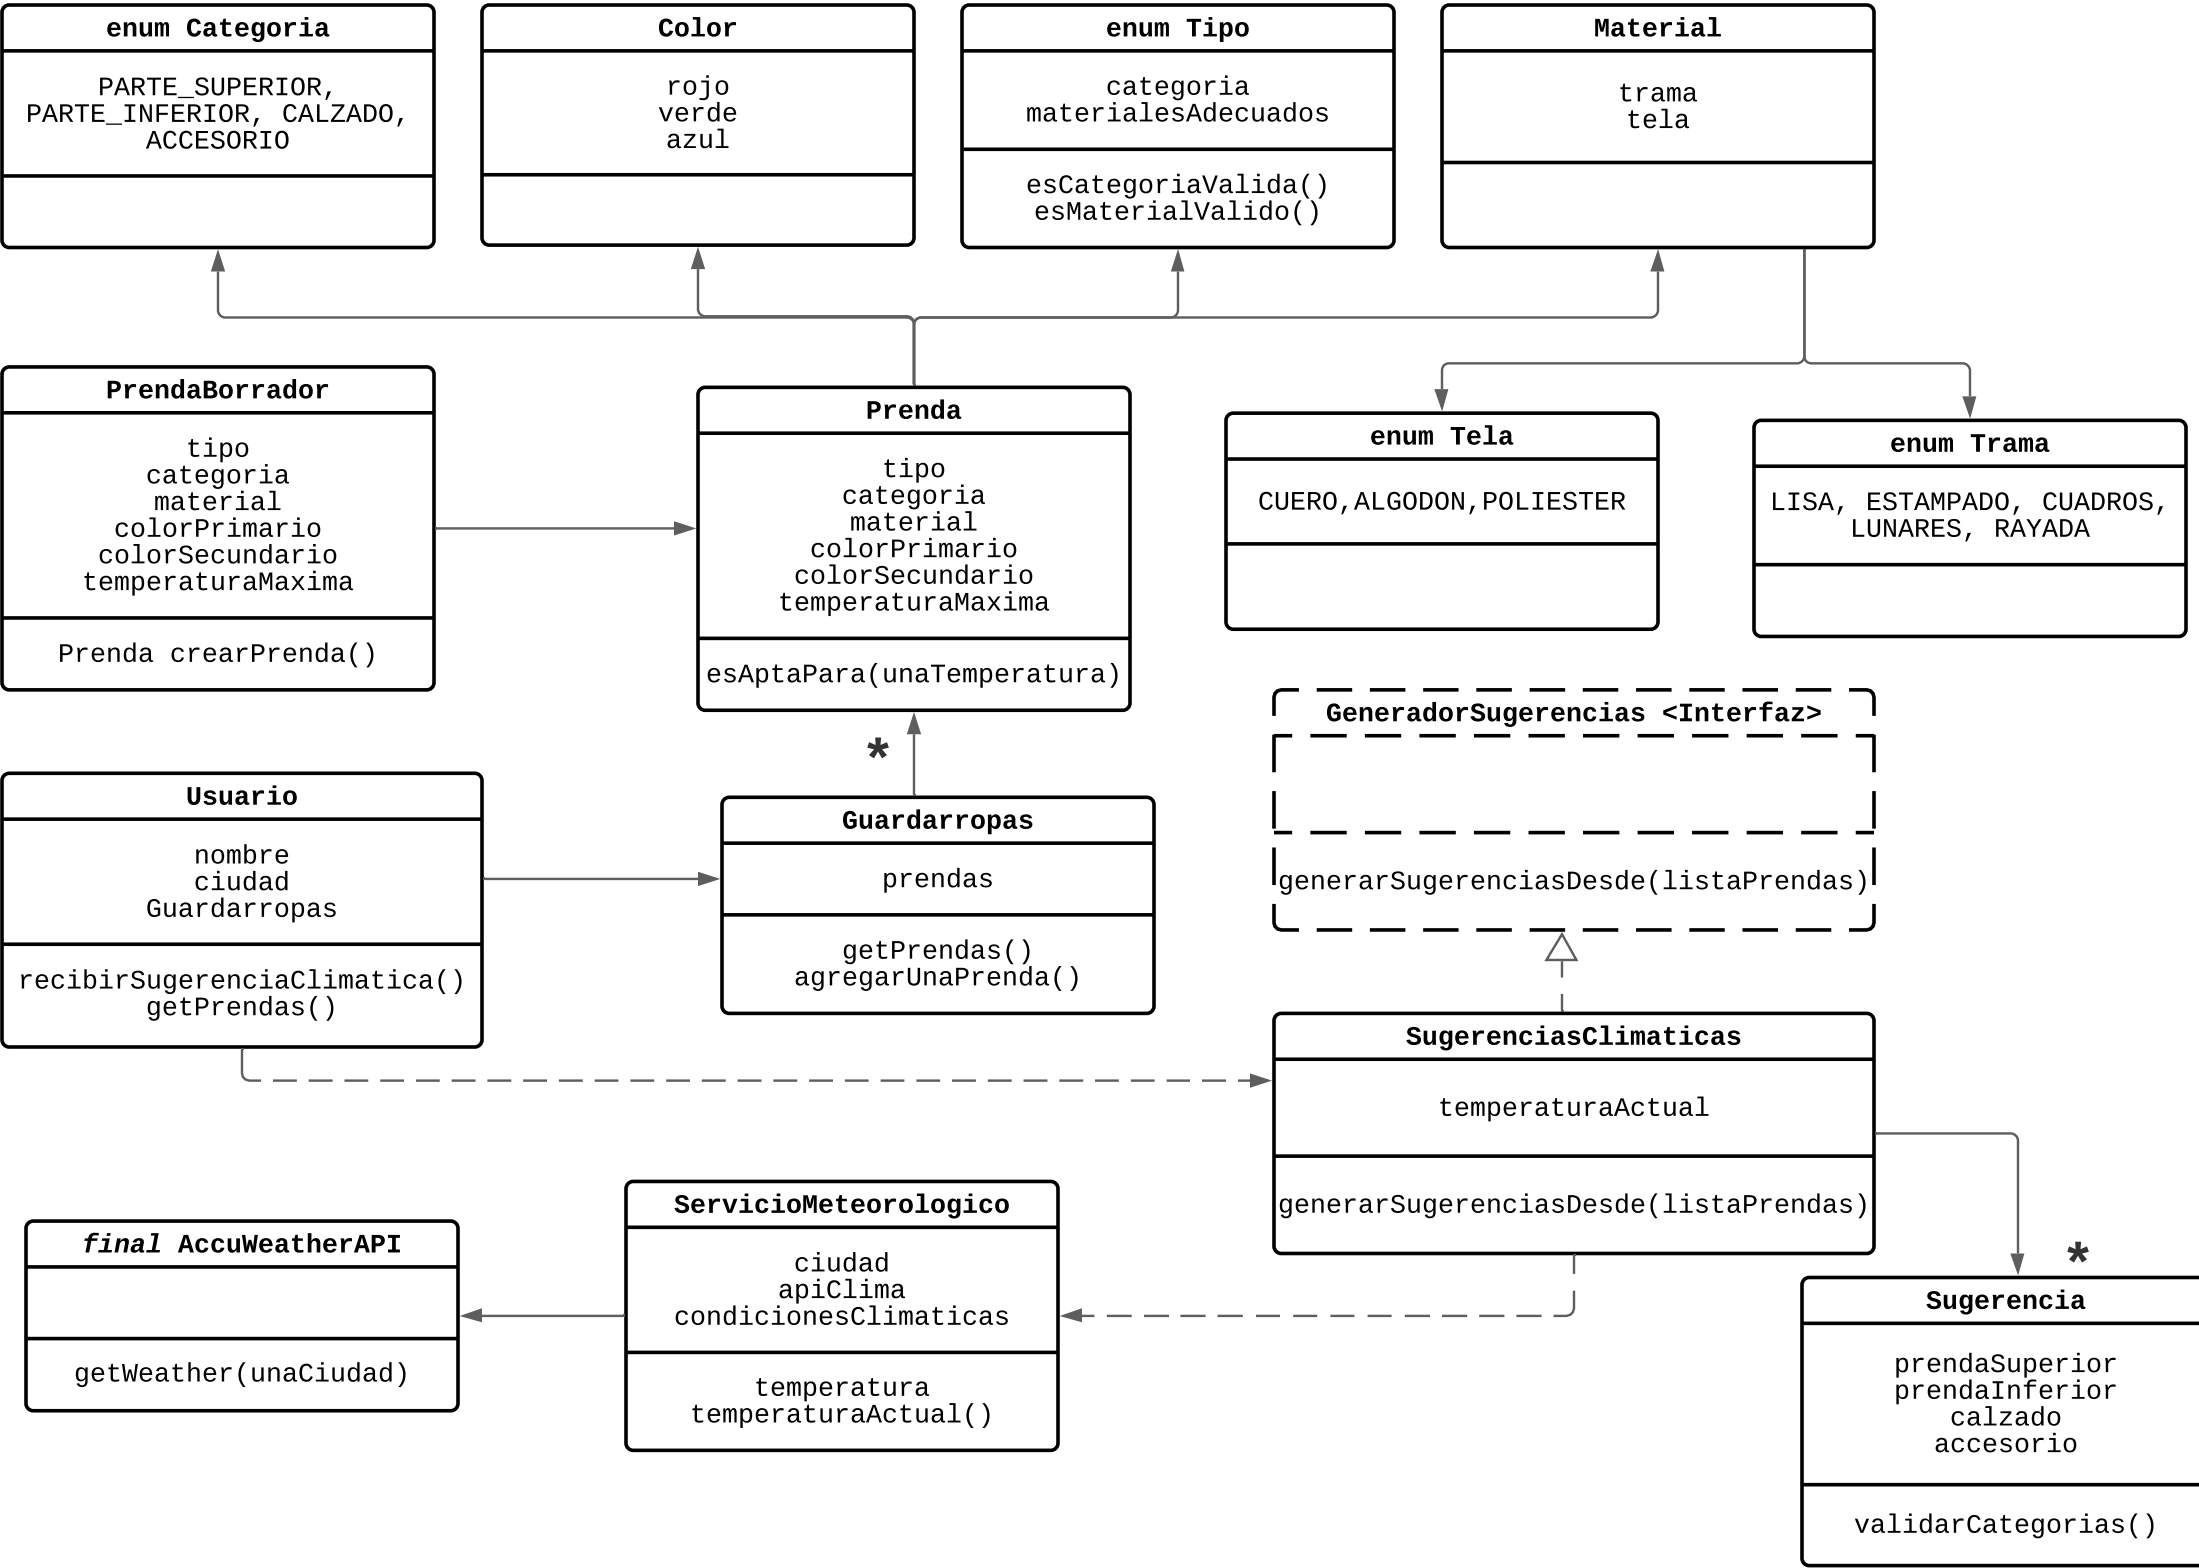 enum Categoria
PARTE_SUPERIOR,
PARTE_INFERIOR, CALZADO,
ACCESORIO
Color
rojo
verde
azul
enum Tipo
categoria
materialesAdecuados
esCategoriaValida()
esMaterialValido()
Material
trama
tela
PrendaBorrador
tipo
categoria
material
colorPrimario
colorSecundario
temperaturaMaxima
Prenda crearPrenda()
Prenda
tipo
categoria
material
colorPrimario
colorSecundario
temperaturaMaxima
esAptaPara(unaTemperatura)
enum Tela
CUERO,ALGODON,POLIESTER
enum Trama
LISA, ESTAMPADO, CUADROS,
LUNARES, RAYADA
GeneradorSugerencias <Interfaz>
generarSugerenciasDesde(listaPrendas)
*
Usuario
nombre
ciudad
Guardarropas
recibirSugerenciaClimatica()
getPrendas()
Guardarropas
prendas
getPrendas()
agregarUnaPrenda()
SugerenciasClimaticas
temperaturaActual
generarSugerenciasDesde(listaPrendas)
final AccuWeatherAPI
getWeather(unaCiudad)
ServicioMeteorologico
ciudad
apiClima
condicionesClimaticas
temperatura
temperaturaActual()
*
Sugerencia
prendaSuperior
prendaInferior
calzado
accesorio
validarCategorias()